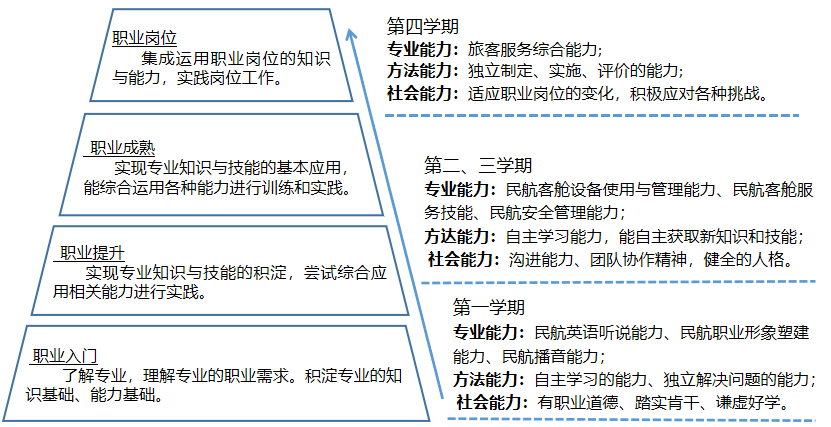 职业岗位
集成运用职业岗位的知识
与能力，实践岗位工作。
职业成熟
实现专业知识与技能的基本应用，
能综合运用各种能力进行训练和实践。
职业提升
实现专业知识与技能的积淀，尝试综合应
用相关能力进行实践。
职业入门
了解专业，理解专业的职业需求。积淀专业的知
识基础、能力基础。
第四学期
专业能力：旅客服务综合能力；
方法能力：独立制定、实施、评价的能力；
社会能力：适应职业岗位的变化，积极应对各种挑战。
第二、三学期
专业能力：民航客舱设备使用与管理能力、民航客舱服
务技能、民航安全管理能力；
方达能力：自主学习能力，能自主获取新知识和技能；
社会能力：沟进能力、团队协作精神，健全的人格。
第一学期
专业能力：民航英语听说能力、民航职业形象塑建
能力、民航播音能力；
方法能力：自主学习的能力、独立解决问题的能力；
社会能力：有职业道德、踏实肯干、谦虚好学。